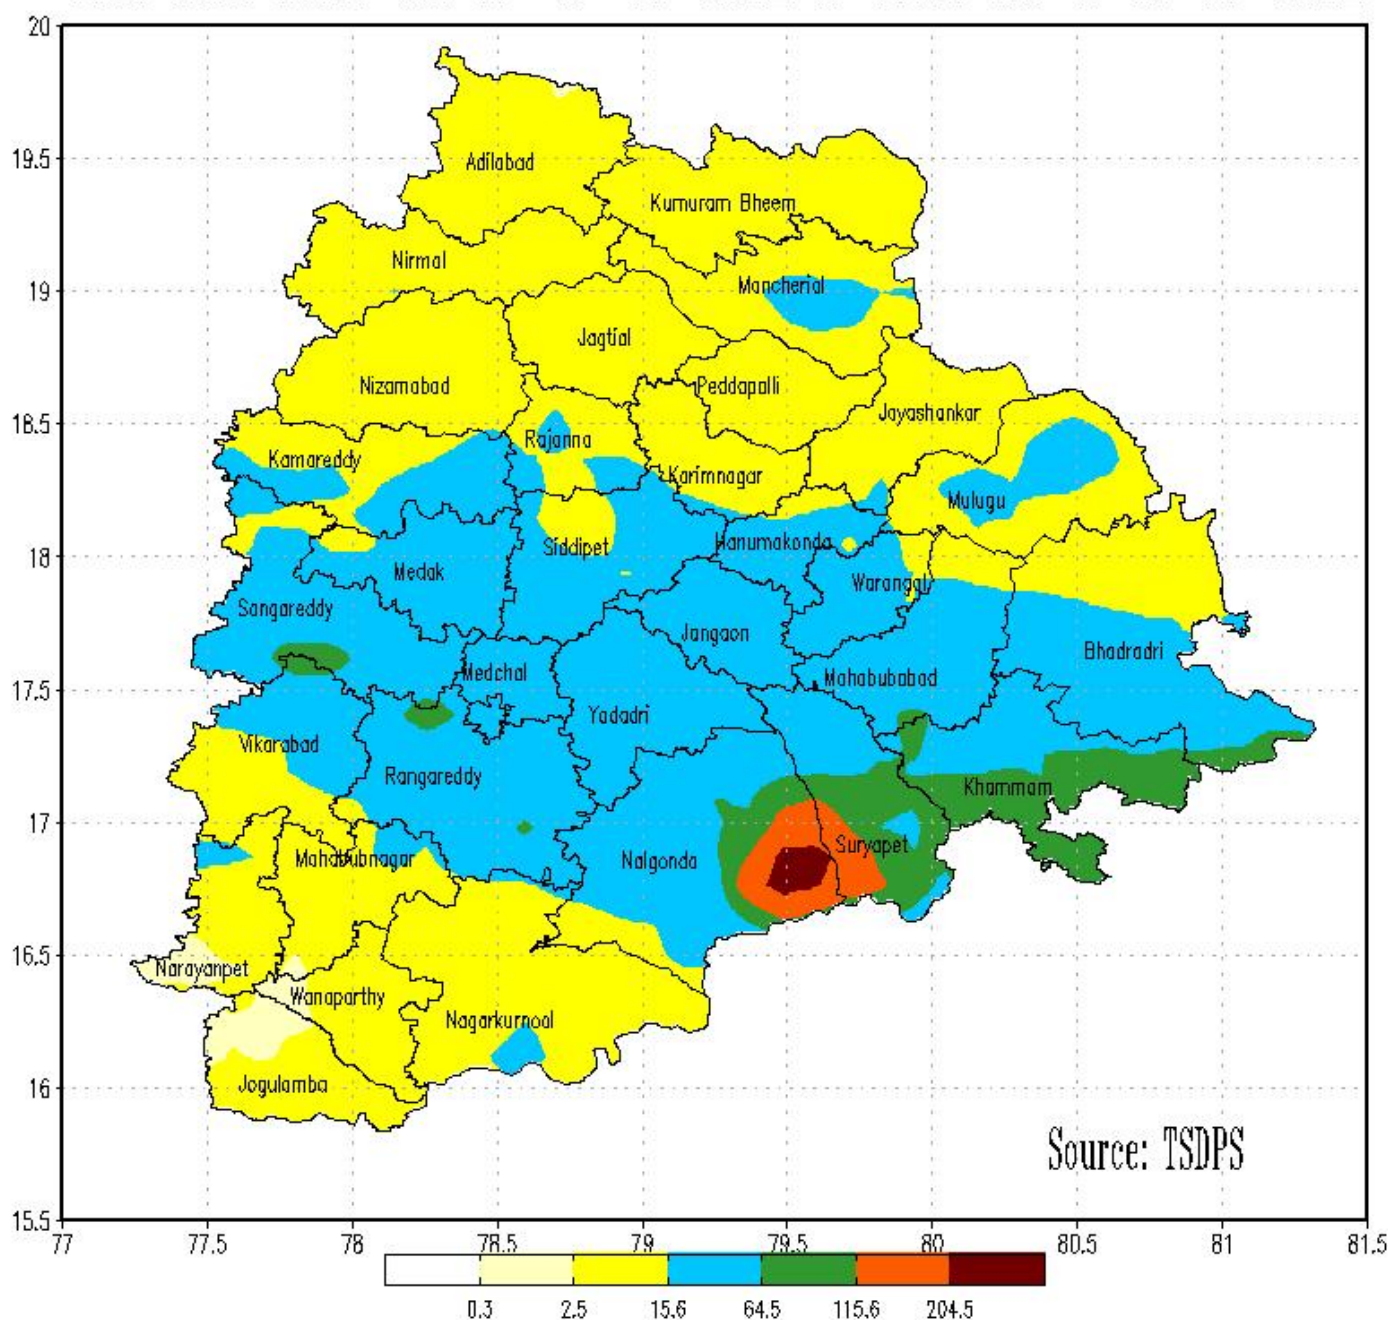 20
19.5
Adilabad
Kumuram Bheem
Nirmal
19
Mancherial
Jagtial
Nizamabad
Peddapalli
18.5
Jayashankar
Rajanna
Kamareddy
Karimnagar
Mulugu
18
Siddipet
Hanumakonda
Medak
Warangal
Sangareddy
Jangaon
Bhadradri
17.5
Medchal
Mahabubabad
Yadadri
Vikarabad
Rangareddy
Khammam
17
Mahabubnagar
Nalgonda
Suryapet
16.5
Narayanpet
Wanaparthy
Nagarkurnool
16
Jogulamba
Source: TSDPS
15.5
77 77.5 78 78.5 79 79.5 80 80.5 81 81.5
0.3 2.5 15.6 64.5 115.6 204.5